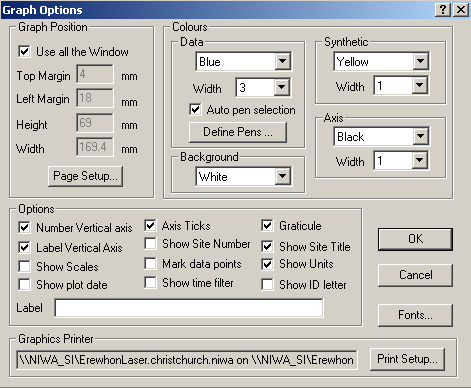 Graph Options
Graph Position
Use all the Window
Top Margin 4 mm
Left Margin 18 mm
Height 69 mm
Width 169.4 mm
Page Setup...
Colours
Data
Blue
Width 3
Auto pen selection
Define Pens ...
Background
White
Synthetic
Yellow
Width 1
Axis
Black
Width 1
Options
Number Vertical axis
Axis Ticks
Graticule
Label Vertical Axis
Show Site Number
Show Site Title
Show Scales
Mark data points
Show Units
Show plot date
Show time filter
Show ID letter
Label
OK
Cancel
Fonts...
Graphics Printer
\\NIWA_SI\ErewhonLaser.christchurch.niwa on \\NIWA_SI\Erewhon
Print Setup...